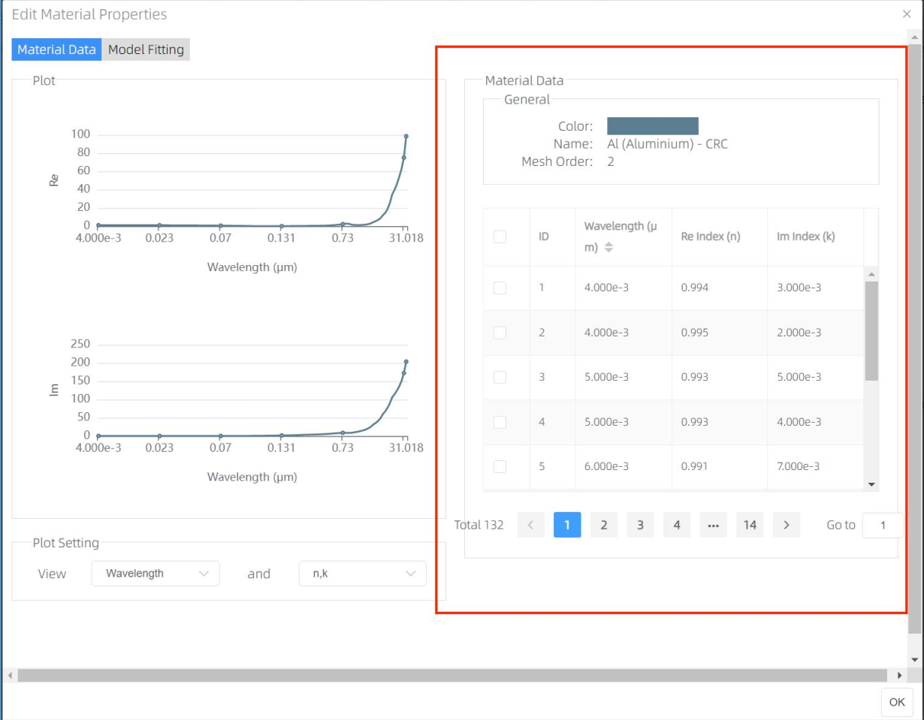 Edit Material Properties
Material Data Model Fitting
Plot
100
80
60
40
20
0
Re
4.000e-3 0.023 0.07 0.131 0.73 31.018
Wavelength (μm)
250
200
150
100
50
0
Im
4.000e-3 0.023 0.07 0.131 0.73 31.018
Wavelength (μm)
Plot Setting
View Wavelength and n,k
Material Data
General
Color:
Name: Al (Aluminium) - CRC
Mesh Order: 2
ID Wavelength (μ
m) Re Index (n) Im Index (k)
1 4.000e-3 0.994 3.000e-3
2 4.000e-3 0.995 2.000e-3
3 5.000e-3 0.993 5.000e-3
4 5.000e-3 0.993 4.000e-3
5 6.000e-3 0.991 7.000e-3
Total 132 < 1 2 3 4 ••• 14 > Go to 1
OK